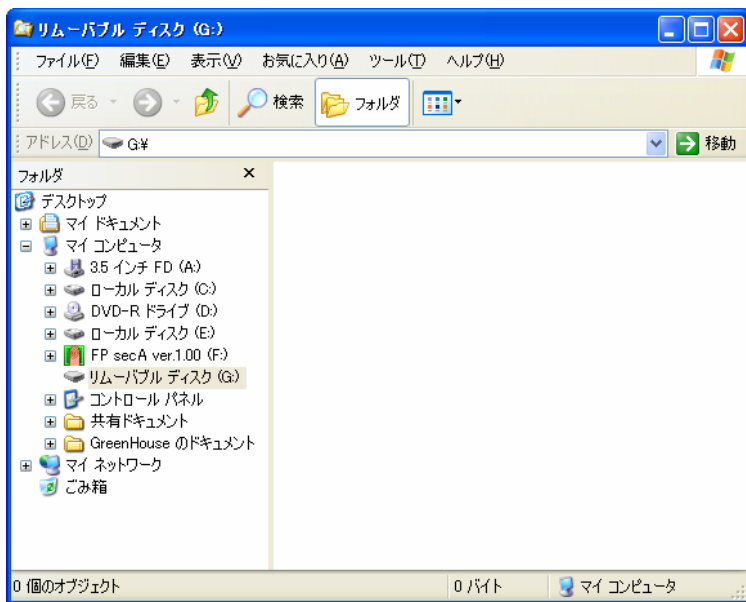 リムーバブル ディスク (G:)
ファイル(F) 編集(E) 表示(V) お気に入り(A) ツール(T) ヘルプ(H)
戻る 検索 フォルダ
アドレス(D) G:¥ 移動
フォルダ ×
デスクトップ
マイ ドキュメント
マイ コンピュータ
3.5 インチ FD (A:)
ローカル ディスク (C:)
DVD-R ドライブ (D:)
ローカル ディスク (E:)
FP secA ver.1.00 (F:)
リムーバブル ディスク (G:)
コントロール パネル
共有ドキュメント
GreenHouse のドキュメント
マイ ネットワーク
ごみ箱
0 個のオブジェクト 0 バイト マイ コンピュータ